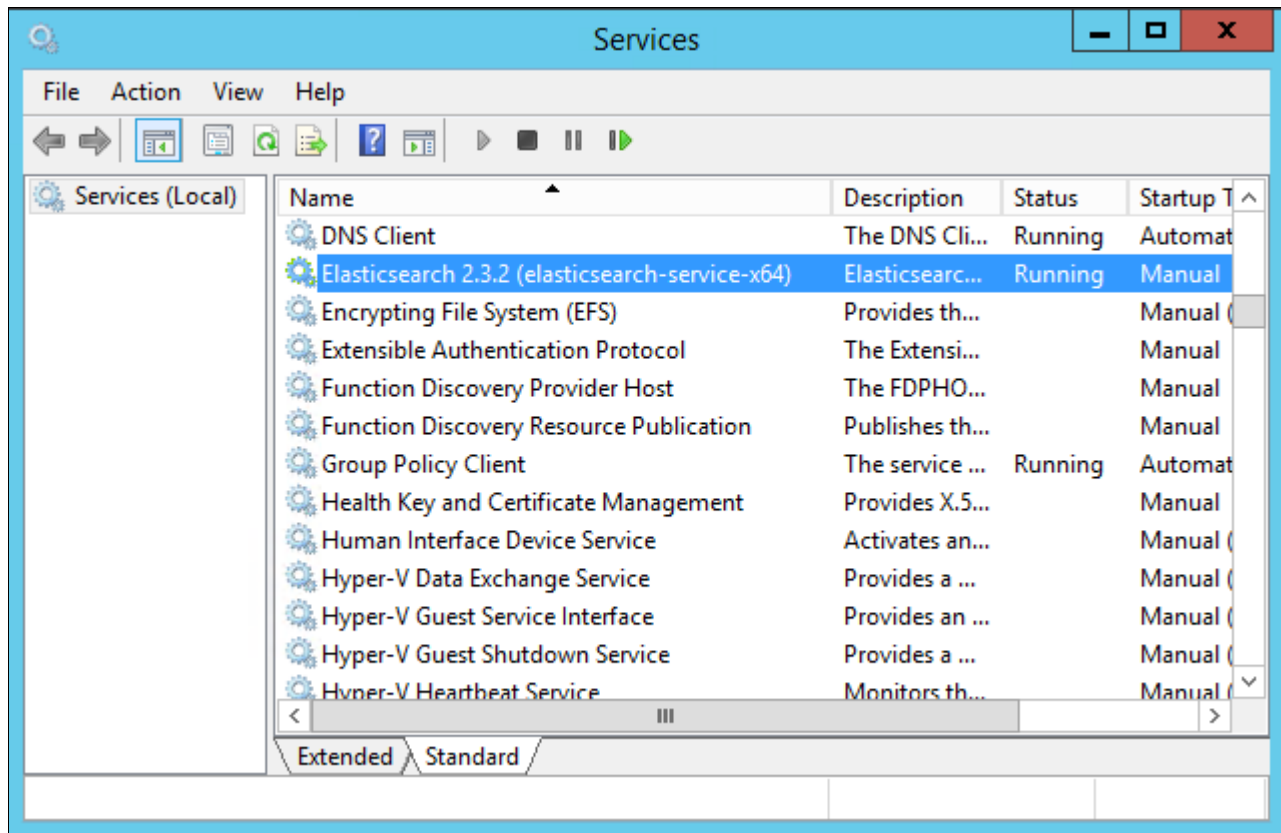 Services
File Action View Help
Services (Local)
Name Description Status Startup T
DNS Client The DNS Cli... Running Automat
Elasticsearch 2.3.2 (elasticsearch-service-x64) Elasticsearc... Running Manual
Encrypting File System (EFS) Provides th... Manual (
Extensible Authentication Protocol The Extensi... Manual
Function Discovery Provider Host The FDPHO... Manual
Function Discovery Resource Publication Publishes th... Manual
Group Policy Client The service ... Running Automat
Health Key and Certificate Management Provides X.5... Manual
Human Interface Device Service Activates an... Manual (
Hyper-V Data Exchange Service Provides a ... Manual (
Hyper-V Guest Service Interface Provides an ... Manual (
Hyper-V Guest Shutdown Service Provides a ... Manual (
Hyper-V Heartbeat Service Monitors th... Manual (
Extended Standard